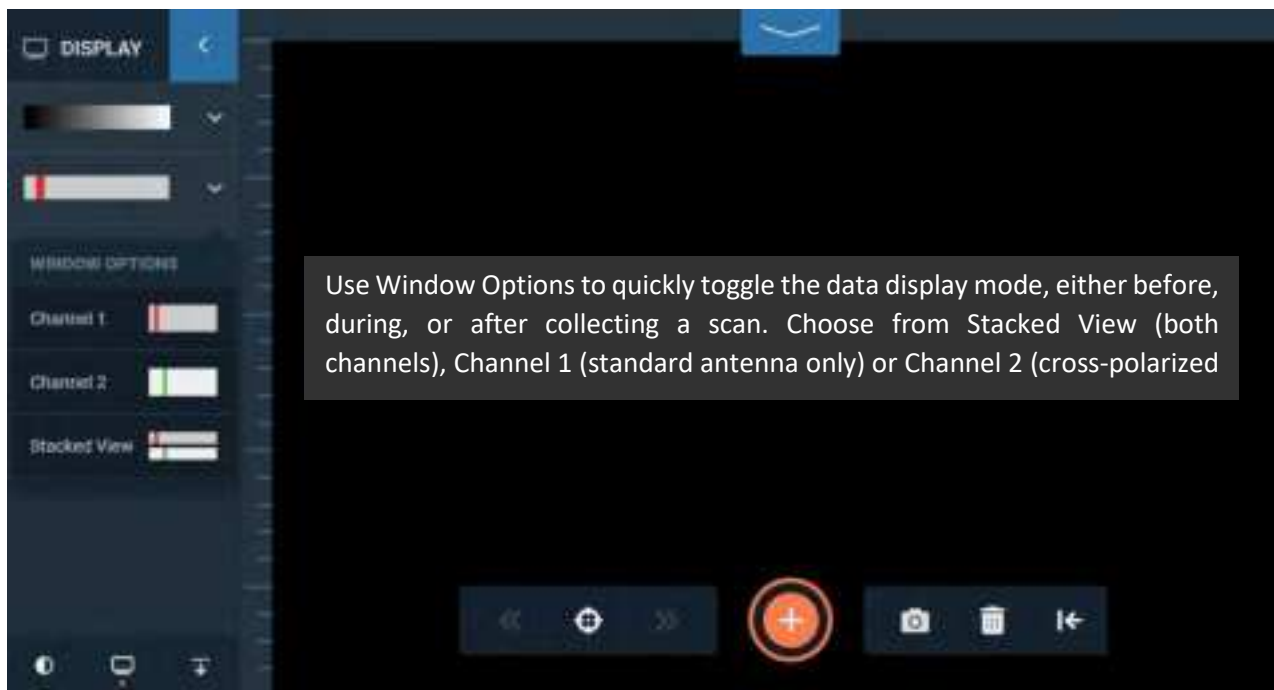 DISPLAY
WINDOW OPTIONS
Channel 1
Channel 2
Stacked View
Use Window Options to quickly toggle the data display mode, either before,
during, or after collecting a scan. Choose from Stacked View (both
channels), Channel 1 (standard antenna only) or Channel 2 (cross-polarized